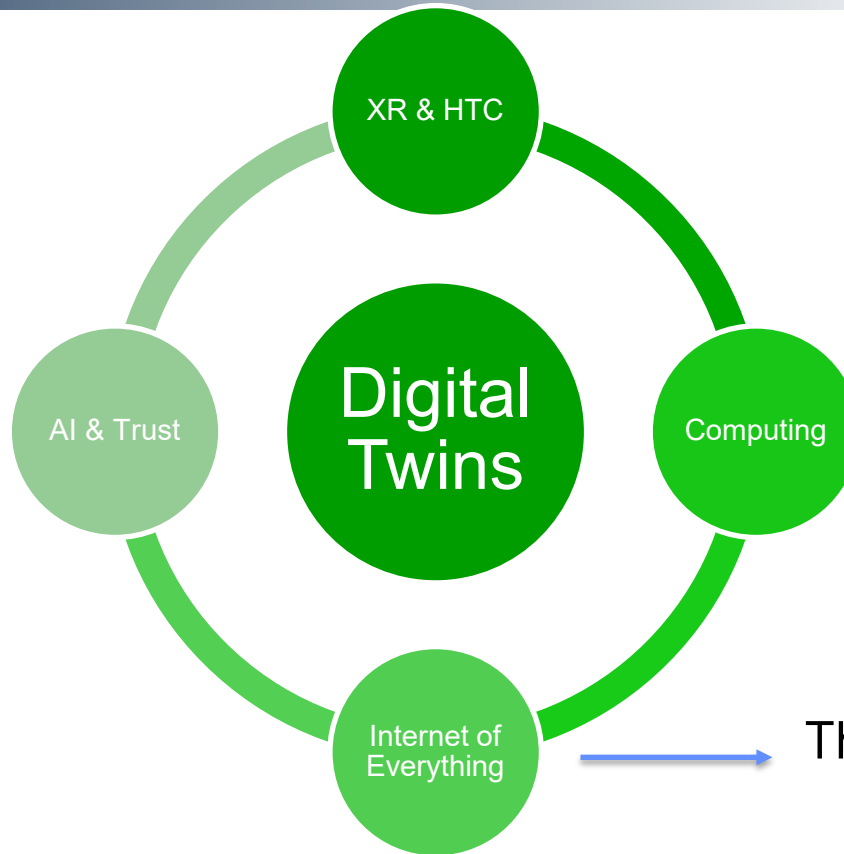 XR & HTC
Digital
Twins
AI & Trust
Computing
Internet of
Everything